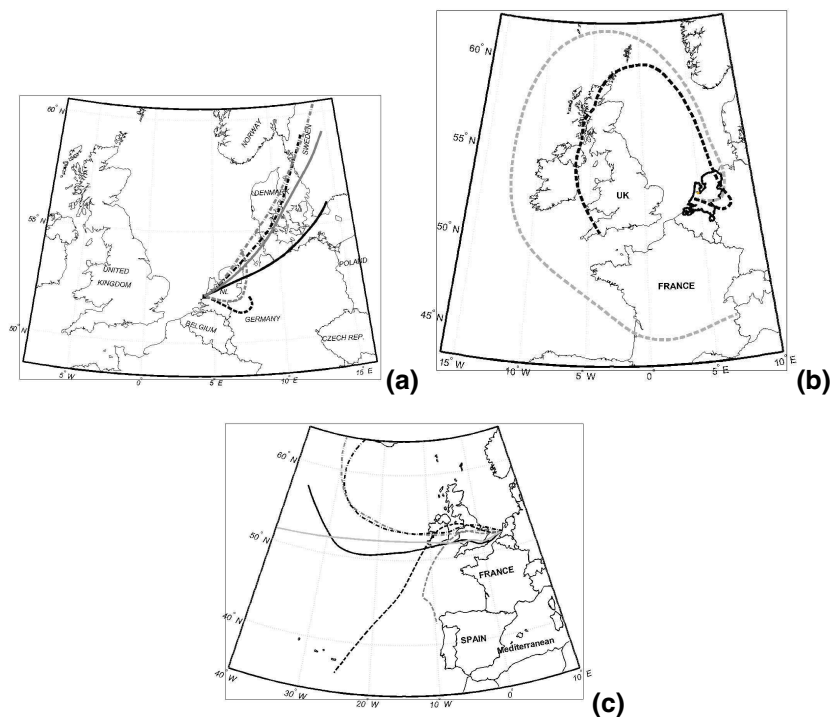 60° N
NORWAY
SWEDEN
DENMA
55° N
UNITED
KINGDOM
NL
POLAND
GERMANY
50° N
BELGIUM
CZECH REP.
5° W
0°
5° E
10° E
15° E
(a)
60° N
55° N
50° N
UK
FRANCE
45° N
15° W
10° W
5° W
0°
5° E
10° E
(b)
60° N
50° N
FRANCE
40° N
SPAIN
Mediterranean
40° W
30° W
20° W
10° W
0°
10° E
(c)